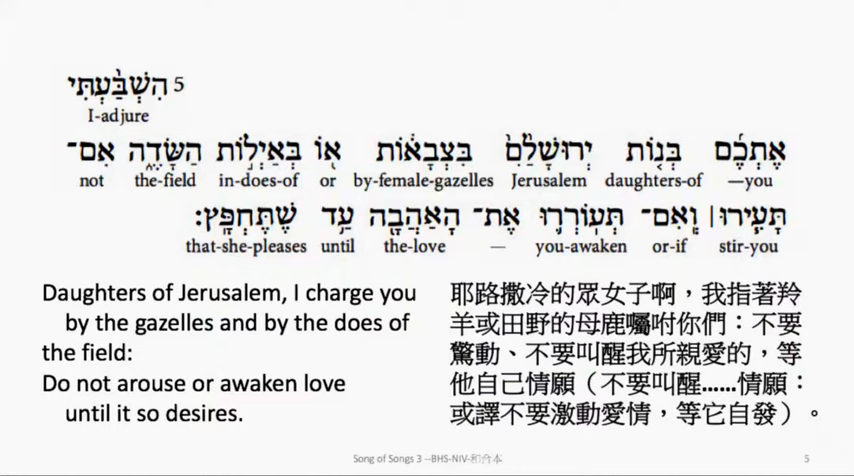 5 הִשְׁבַּ֨עְתִּי
I-adjure
אֶתְכֶ֜ם בְּנ֤וֹת יְרוּשָׁלִַ֙ם֙ בִּצְבָא֔וֹת א֖וֹ בְּאַיְל֣וֹת הַשָּׂדֶ֑ה אִם־
not the-field in-does-of or by-female-gazelles Jerusalem daughters-of —you
תָּעִ֧ירוּ ׀ וְֽאִם־ תְּעֽוֹרְר֛וּ אֶת־ הָאַהֲבָ֖ה עַ֥ד שֶׁתֶּחְפָּֽץ׃
that-she-pleases until the-love — you-awaken or-if stir-you
Daughters of Jerusalem, I charge you
by the gazelles and by the does of
the field:
Do not arouse or awaken love
until it so desires.
耶路撒冷的眾女子啊，我指著羚
羊或田野的母鹿囑咐你們：不要
驚動、不要叫醒我所親愛的，等
他自己情願（不要叫醒……情願：
或譯不要激動愛情，等它自發）。
Song of Songs 3 --BHS-NIV-和合本
5